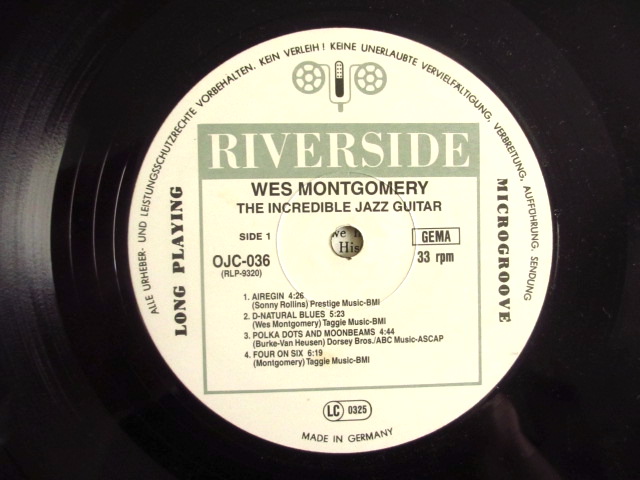 ALLE URHEBER- UND LEISTUNGSSCHUTZRECHTE VORBEHALTEN. KEIN VERLEIH! KEINE UNERLAUBTE VERVIELFÄLTIGUNG, VERBREITUNG, AUFFÜHRUNG, SENDUNG
RIVERSIDE
WES MONTGOMERY
THE INCREDIBLE JAZZ GUITAR
LONG PLAYING
MICROGROOVE
SIDE 1
GEMA
OJC-036
33 rpm
(RLP-9320)
His
1. AIREGIN 4:26
(Sonny Rollins) Prestige Music-BMI
2. D-NATURAL BLUES 5:23
(Wes Montgomery) Taggie Music-BMI
3. POLKA DOTS AND MOONBEAMS 4:44
(Burke-Van Heusen) Dorsey Bros./ABC Music-ASCAP
4. FOUR ON SIX 6:19
(Montgomery) Taggie Music-BMI
LC 0325
MADE IN GERMANY